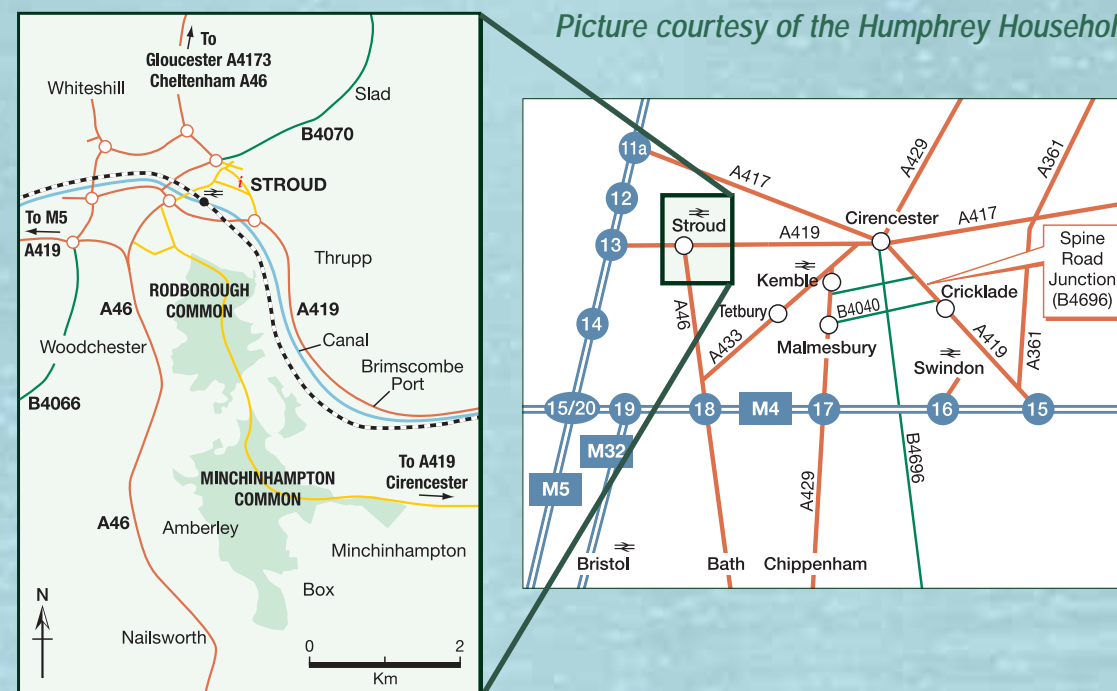 Picture courtesy of the Humphrey Househol
To
Gloucester A4173
Cheltenham A46
Whiteshill
Slad
B4070
i STROUD
To M5
A419
Thrupp
RODBOROUGH
COMMON
A46
A419
Canal
Woodchester
Brimscombe
Port
B4066
To A419
Cirencester
MINCHINHAMPTON
COMMON
A46
Amberley
Minchinhampton
Box
N
Nailsworth
0 2
Km
11a
A417
A429
A361
12
Stroud
Cirencester
A417
13
A419
Spine
Road
Junction
(B4696)
Kemble
Cricklade
B4040
Tetbury
14
A46
A433
Malmesbury
A419
A361
Swindon
15/20
19
18
M4
17
16
15
M32
B4696
M5
A429
Bristol
Bath
Chippenham